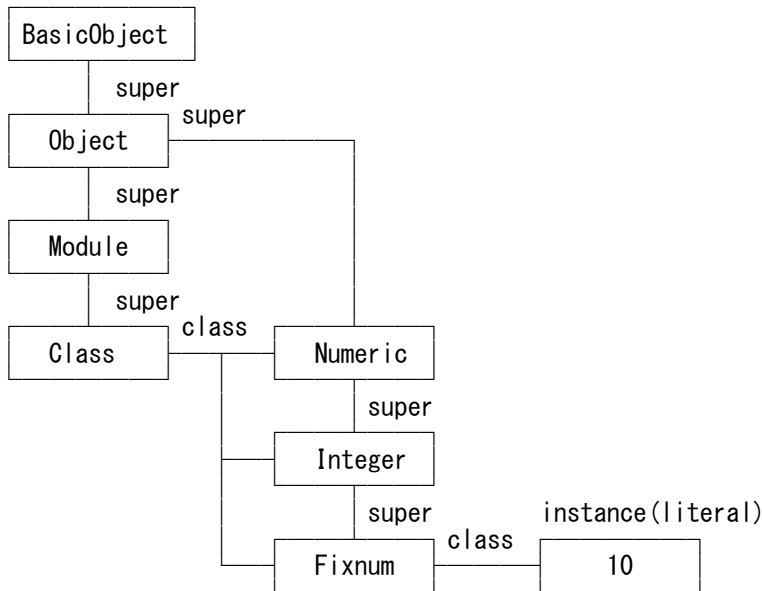 BasicObject
super
super
Object
super
Module
super
class
Class
Numeric
super
Integer
super
instance(literal)
class
Fixnum
10